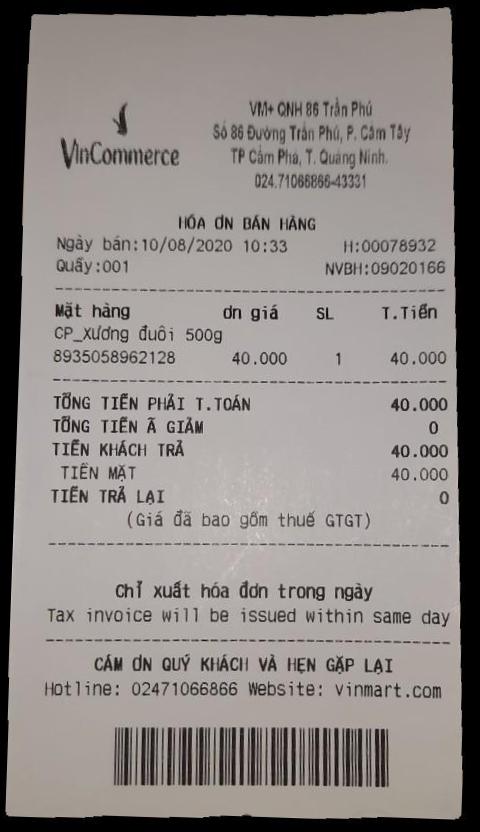 VinCommerce
VM+ QNH 86 Trần Phú
Số 86 Đường Trần Phú, P. Cẩm Tây
TP Cẩm Phả, T. Quảng Ninh.
024.71066866-43331
HÓA ƠN BÁN HÀNG
Ngày bán:10/08/2020 10:33 H:00078932
Quầy:001 NVBH:09020166
Mặt hàng ơn giá SL T.Tiền
CP_Xương đuôi 500g
8935058962128 40.000 1 40.000
TỔNG TIỀN PHẢI T.TOÁN 40.000
TỔNG TIỀN Ã GIẢM 0
TIỀN KHÁCH TRẢ 40.000
TIỀN MẶT 40.000
TIỀN TRẢ LẠI 0
(Giá đã bao gồm thuế GTGT)
Chỉ xuất hóa đơn trong ngày
Tax invoice will be issued within same day
CẢM ƠN QUÝ KHÁCH VÀ HẸN GẶP LẠI
Hotline: 02471066866 Website: vinmart.com